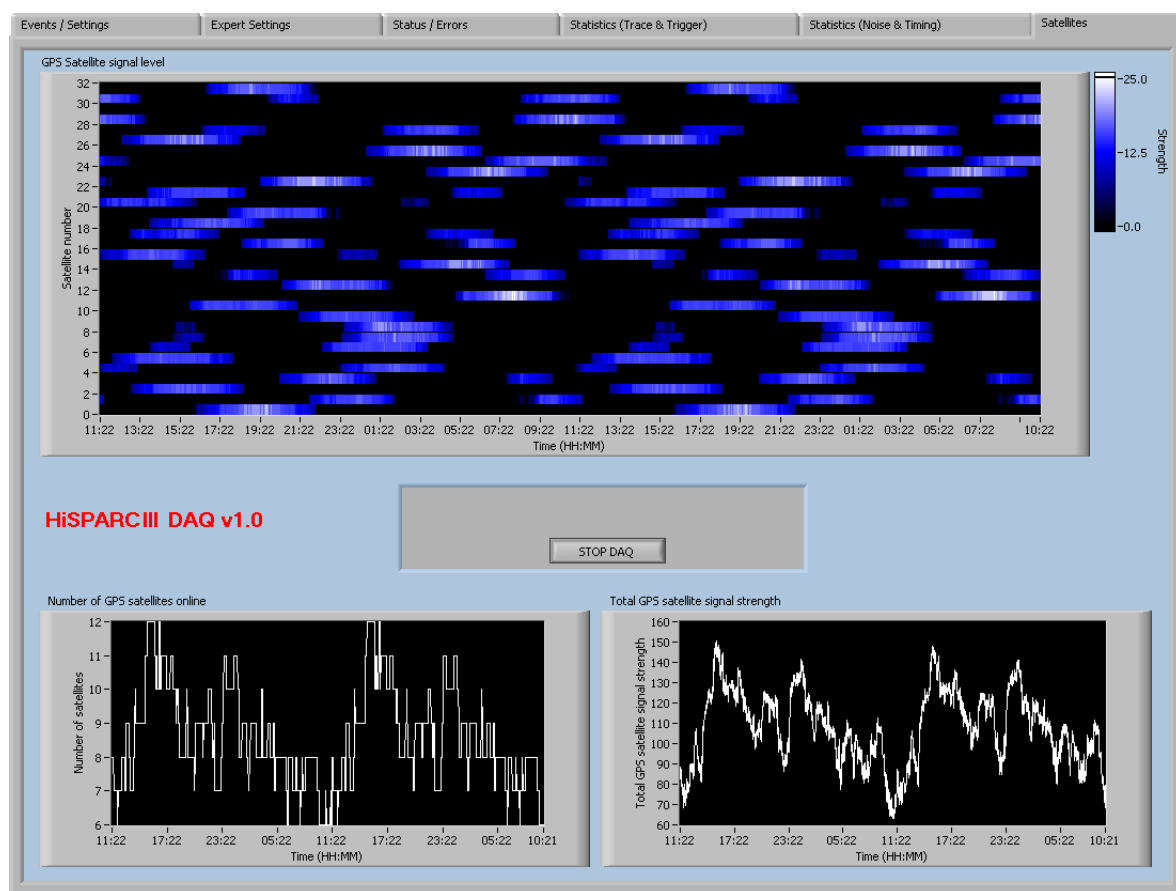 Events / Settings Expert Settings Status / Errors Statistics (Trace & Trigger) Statistics (Noise & Timing) Satellites
GPS Satellite signal level
32
30
28
26
24
22
20
18
16
14
12
10
8
6
4
2
0
Satellite number
11:22 13:22 15:22 17:22 19:22 21:22 23:22 01:22 03:22 05:22 07:22 09:22 11:22 13:22 15:22 17:22 19:22 21:22 23:22 01:22 03:22 05:22 07:22 10:22
Time (HH:MM)
25.0
12.5
0.0
Strength
HiSPARCIII DAQ v1.0
STOP DAQ
Number of GPS satellites online
12
11
10
9
8
7
6
Number of satellites
11:22 17:22 23:22 05:22 11:22 17:22 23:22 05:22 10:21
Time (HH:MM)
Total GPS satellite signal strength
160
150
140
130
120
110
100
90
80
70
60
Total GPS satellite signal strength
11:22 17:22 23:22 05:22 11:22 17:22 23:22 05:22 10:21
Time (HH:MM)